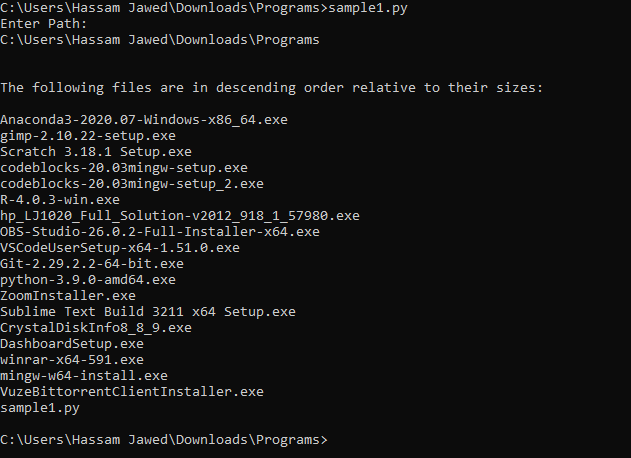 C:\Users\Hassam Jawed\Downloads\Programs>sample1.py
Enter Path:
C:\Users\Hassam Jawed\Downloads\Programs
The following files are in descending order relative to their sizes:
Anaconda3-2020.07-Windows-x86_64.exe
gimp-2.10.22-setup.exe
Scratch 3.18.1 Setup.exe
codeblocks-20.03mingw-setup.exe
codeblocks-20.03mingw-setup_2.exe
R-4.0.3-win.exe
hp_LJ1020_Full_Solution-v2012_918_1_57980.exe
OBS-Studio-26.0.2-Full-Installer-x64.exe
VSCodeUserSetup-x64-1.51.0.exe
Git-2.29.2.2-64-bit.exe
python-3.9.0-amd64.exe
ZoomInstaller.exe
Sublime Text Build 3211 x64 Setup.exe
CrystalDiskInfo8_8_9.exe
DashboardSetup.exe
winrar-x64-591.exe
mingw-w64-install.exe
VuzeBittorrentClientInstaller.exe
sample1.py
C:\Users\Hassam Jawed\Downloads\Programs>